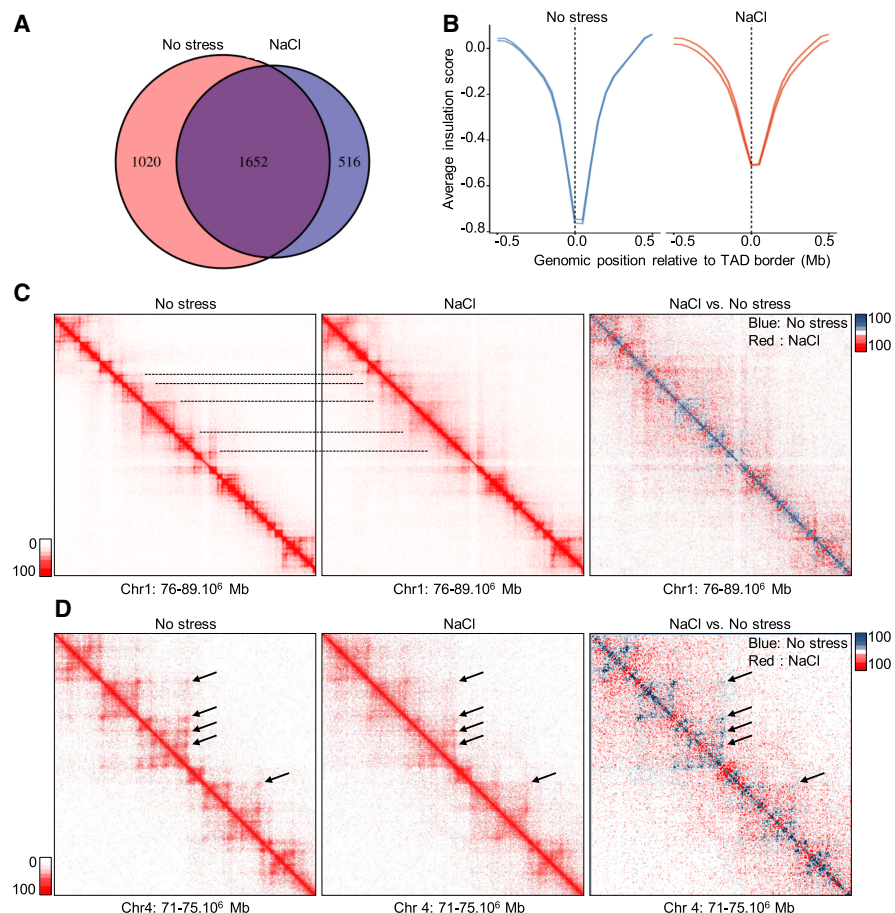 A
No stress
NaCl
1020
1652
516
B
No stress
NaCl
Average insulation score
0.0
-0.2
-0.4
-0.6
-0.8
-0.5
0.0
0.5
-0.5
0.0
0.5
Genomic position relative to TAD border (Mb)
C
No stress
NaCl
NaCl vs. No stress
Blue: No stress
Red : NaCl
100
100
0
100
Chr1: 76-89.10⁶ Mb
Chr1: 76-89.10⁶ Mb
Chr1: 76-89.10⁶ Mb
D
No stress
NaCl
NaCl vs. No stress
Blue: No stress
Red : NaCl
100
100
0
100
Chr4: 71-75.10⁶ Mb
Chr 4: 71-75.10⁶ Mb
Chr 4: 71-75.10⁶ Mb